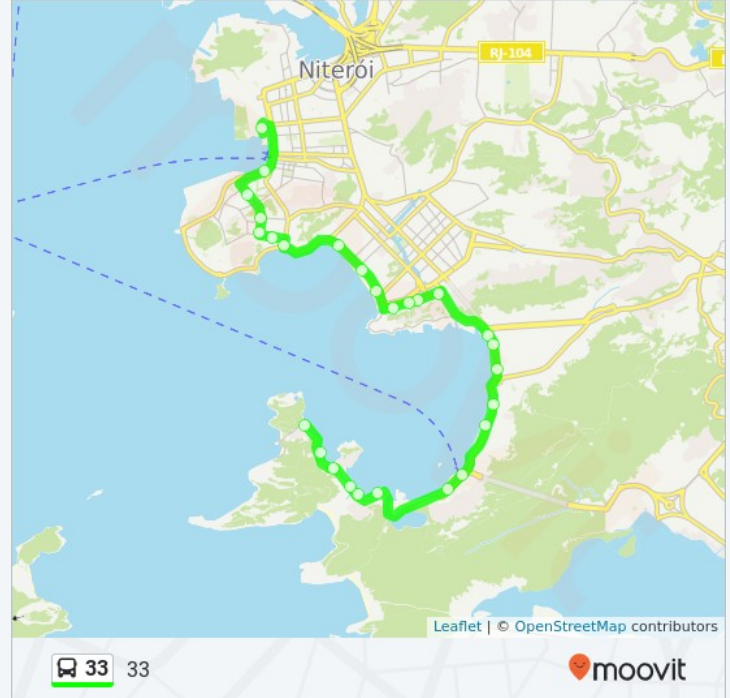 Niterói
RJ-104
Leaflet | © OpenStreetMap contributors
33 33
moovit